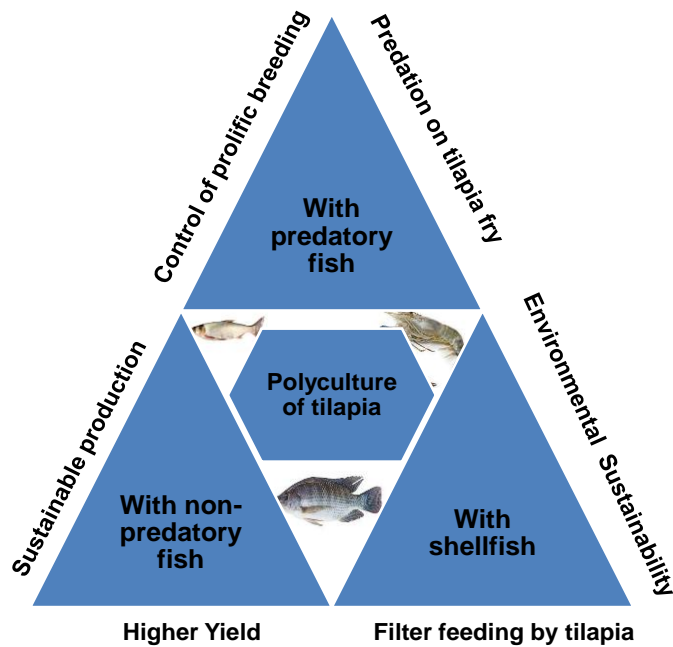 Control of prolific breeding
Predation on tilapia fry
With
predatory
fish
Sustainable production
Environmental Sustainability
Polyculture
of tilapia
With non-
predatory
fish
With
shellfish
Higher Yield
Filter feeding by tilapia